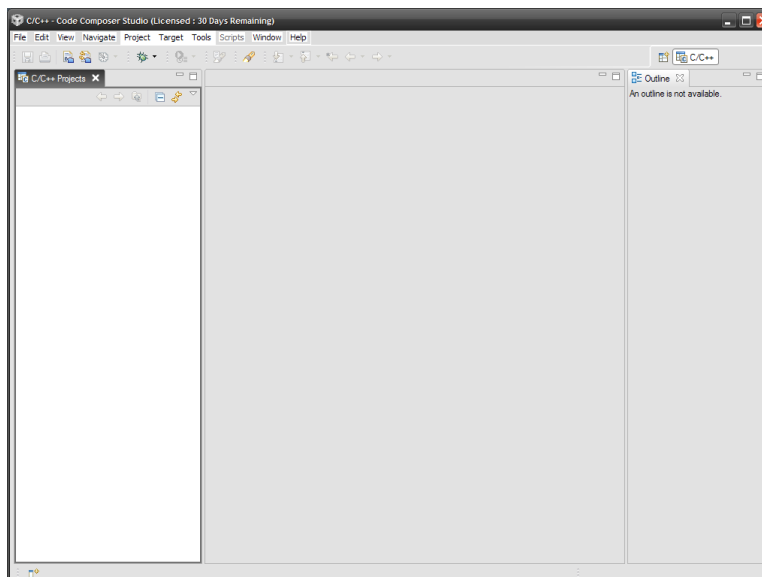 C/C++ - Code Composer Studio (Licensed : 30 Days Remaining)
File Edit View Navigate Project Target Tools Scripts Window Help
C/C++
C/C++ Projects
Outline
An outline is not available.